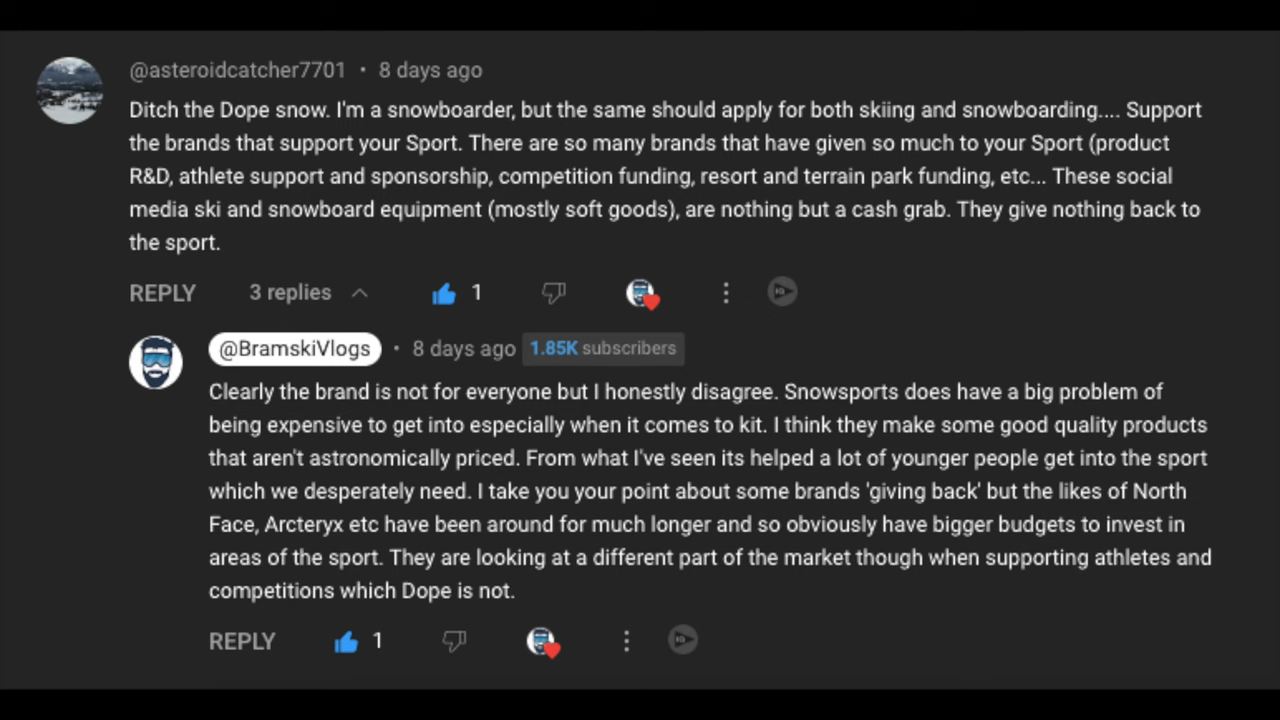 @asteroidcatcher7701 • 8 days ago
Ditch the Dope snow. I'm a snowboarder, but the same should apply for both skiing and snowboarding.... Support
the brands that support your Sport. There are so many brands that have given so much to your Sport (product
R&D, athlete support and sponsorship, competition funding, resort and terrain park funding, etc... These social
media ski and snowboard equipment (mostly soft goods), are nothing but a cash grab. They give nothing back to
the sport.
REPLY 3 replies 1
@BramskiVlogs • 8 days ago 1.85K subscribers
Clearly the brand is not for everyone but I honestly disagree. Snowsports does have a big problem of
being expensive to get into especially when it comes to kit. I think they make some good quality products
that aren't astronomically priced. From what I've seen its helped a lot of younger people get into the sport
which we desperately need. I take you your point about some brands 'giving back' but the likes of North
Face, Arcteryx etc have been around for much longer and so obviously have bigger budgets to invest in
areas of the sport. They are looking at a different part of the market though when supporting athletes and
competitions which Dope is not.
REPLY 1